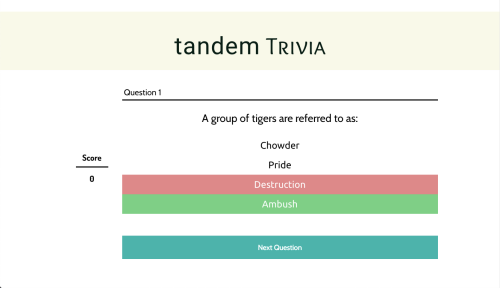 tandem TRIVIA
Question 1
A group of tigers are referred to as:
Chowder
Pride
Destruction
Ambush
Score
0
Next Question